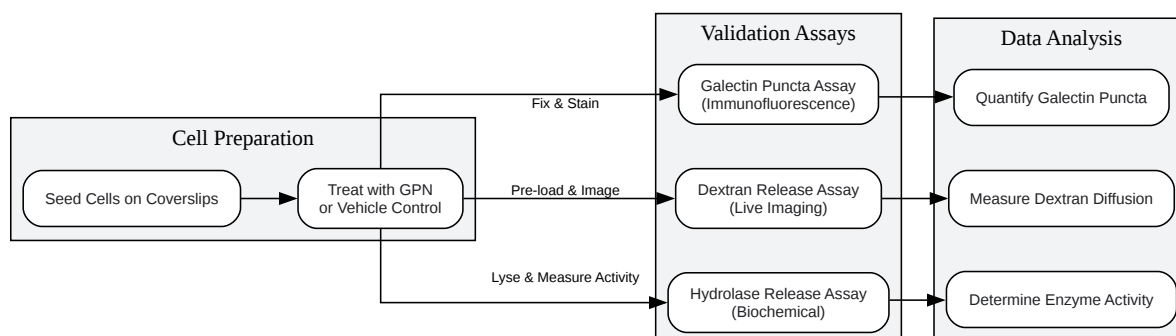 Cell Preparation
Seed Cells on Coverslips
Treat with GPN
or Vehicle Control
Fix & Stain
Pre-load & Image
Lyse & Measure Activity
Validation Assays
Galectin Puncta Assay
(Immunofluorescence)
Dextran Release Assay
(Live Imaging)
Hydrolase Release Assay
(Biochemical)
Data Analysis
Quantify Galectin Puncta
Measure Dextran Diffusion
Determine Enzyme Activity